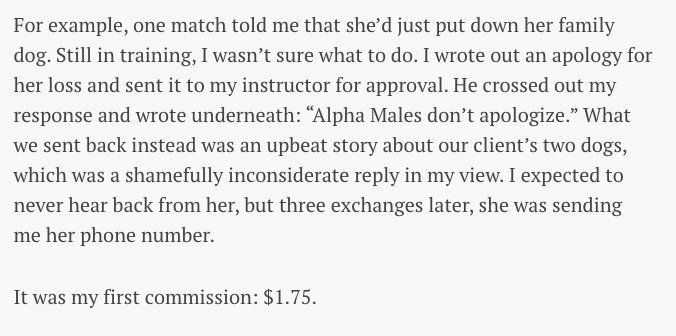 For example, one match told me that she’d just put down her family
dog. Still in training, I wasn’t sure what to do. I wrote out an apology for
her loss and sent it to my instructor for approval. He crossed out my
response and wrote underneath: “Alpha Males don’t apologize.” What
we sent back instead was an upbeat story about our client’s two dogs,
which was a shamefully inconsiderate reply in my view. I expected to
never hear back from her, but three exchanges later, she was sending
me her phone number.
It was my first commission: $1.75.